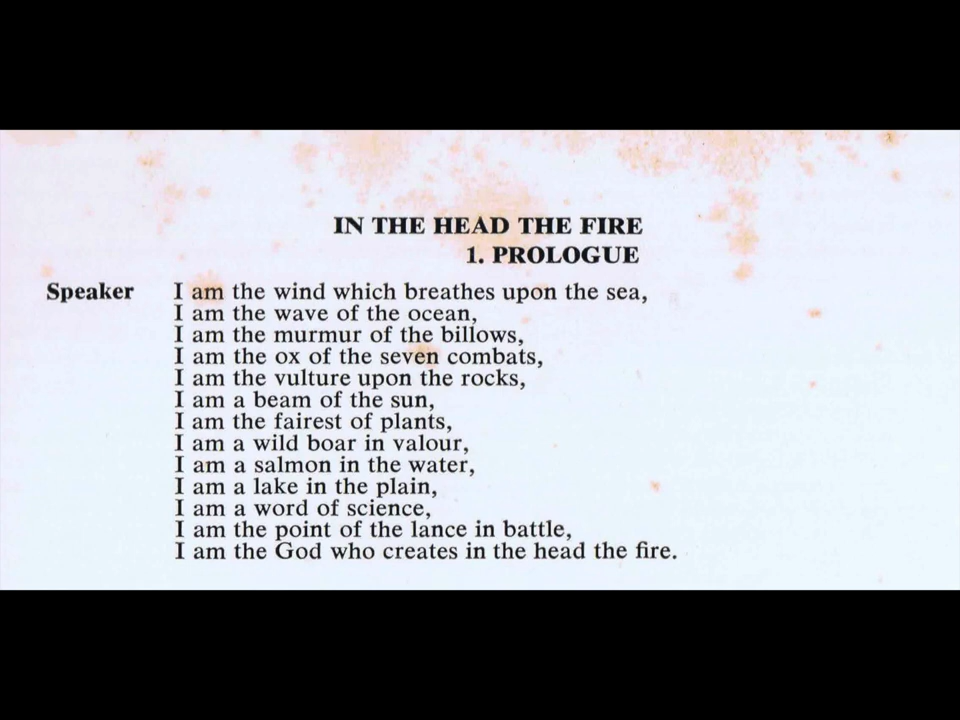 IN THE HEAD THE FIRE
1. PROLOGUE
Speaker I am the wind which breathes upon the sea,
I am the wave of the ocean,
I am the murmur of the billows,
I am the ox of the seven combats,
I am the vulture upon the rocks,
I am a beam of the sun,
I am the fairest of plants,
I am a wild boar in valour,
I am a salmon in the water,
I am a lake in the plain,
I am a word of science,
I am the point of the lance in battle,
I am the God who creates in the head the fire.